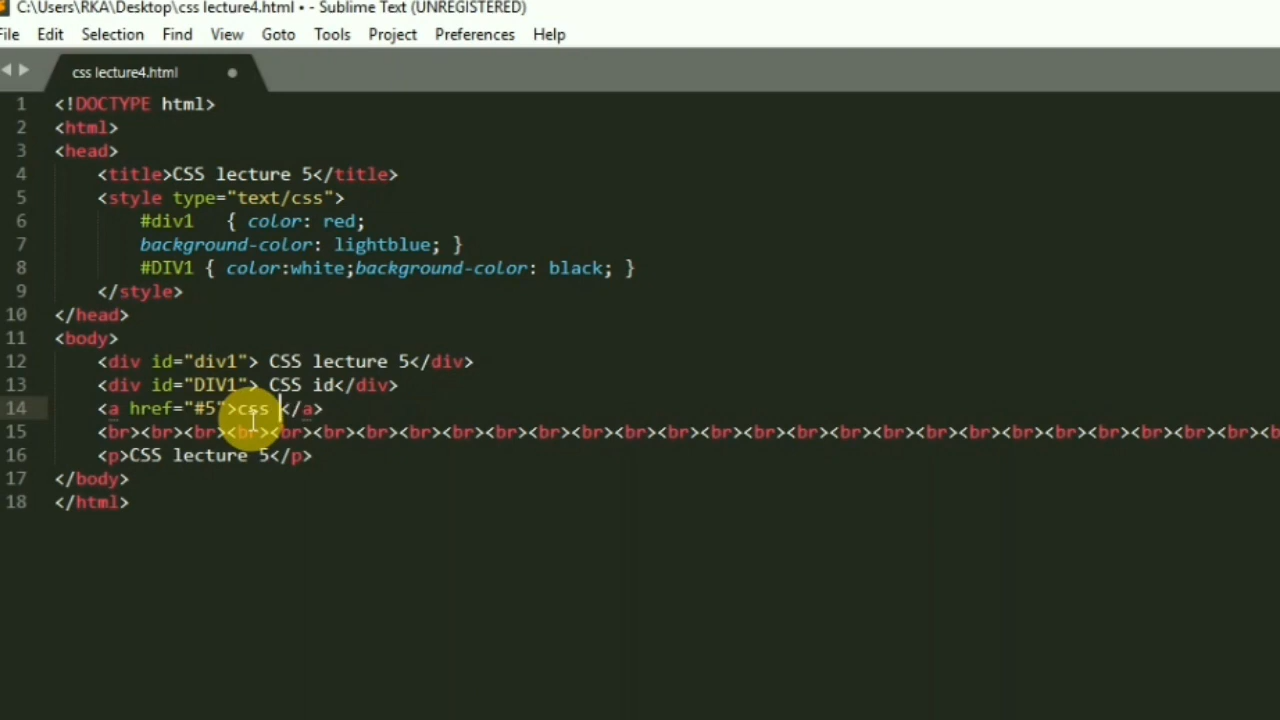 C:\Users\RKA\Desktop\css lecture4.html • - Sublime Text (UNREGISTERED)
File Edit Selection Find View Goto Tools Project Preferences Help
css lecture4.html
1 <!DOCTYPE html>
2 <html>
3 <head>
4 <title>CSS lecture 5</title>
5 <style type="text/css">
6 #div1 { color: red;
7 background-color: lightblue; }
8 #DIV1 { color:white;background-color: black; }
9 </style>
10 </head>
11 <body>
12 <div id="div1"> CSS lecture 5</div>
13 <div id="DIV1"> CSS id</div>
14 <a href="#5">css </a>
15 <br><br><br><br><br><br><br><br><br><br><br><br><br><br><br><br><br><br><br><br><br><br><br><br><br><br><br><b
16 <p>CSS lecture 5</p>
17 </body>
18 </html>